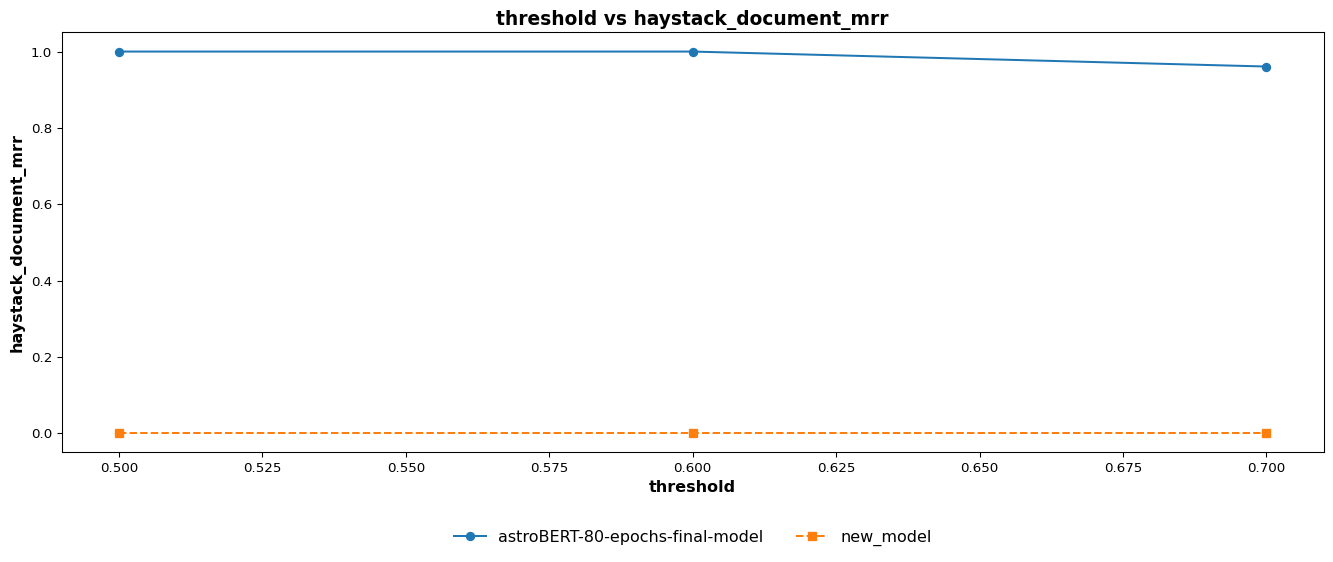 threshold vs haystack_document_mrr
haystack_document_mrr
1.0
0.8
0.6
0.4
0.2
0.0
0.500 0.525 0.550 0.575 0.600 0.625 0.650 0.675 0.700
threshold
astroBERT-80-epochs-final-model new_model